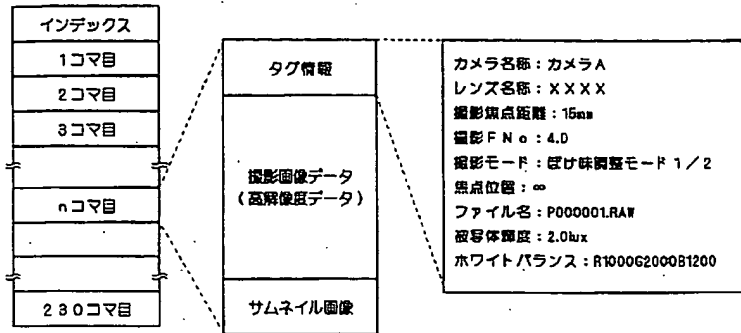 インデックス
1コマ目
2コマ目
3コマ目
nコマ目
230コマ目
タグ情報
撮影画像データ
(高解像度データ)
サムネイル画像
カメラ名称：カメラA
レンズ名称：XXXX
撮影焦点距離：15mm
撮影FNo：4.0
撮影モード：ぼけ味調整モード 1／2
焦点位置：∞
ファイル名：P000001.RAW
被写体輝度：2.0lux
ホワイトバランス：R1000G2000B1200